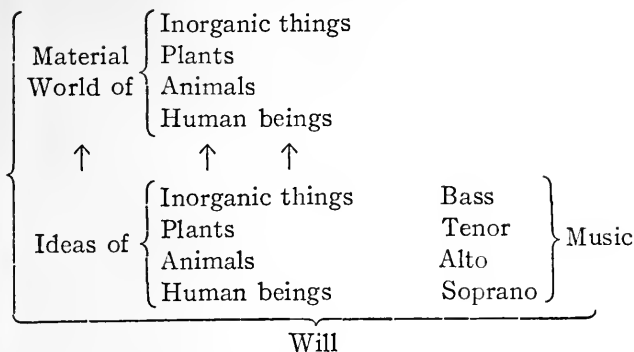 Inorganic things
Material Plants
World of Animals
Human beings
↑ ↑ ↑
Inorganic things Bass
Plants Tenor
Ideas of Music
Animals Alto
Human beings Soprano
Will